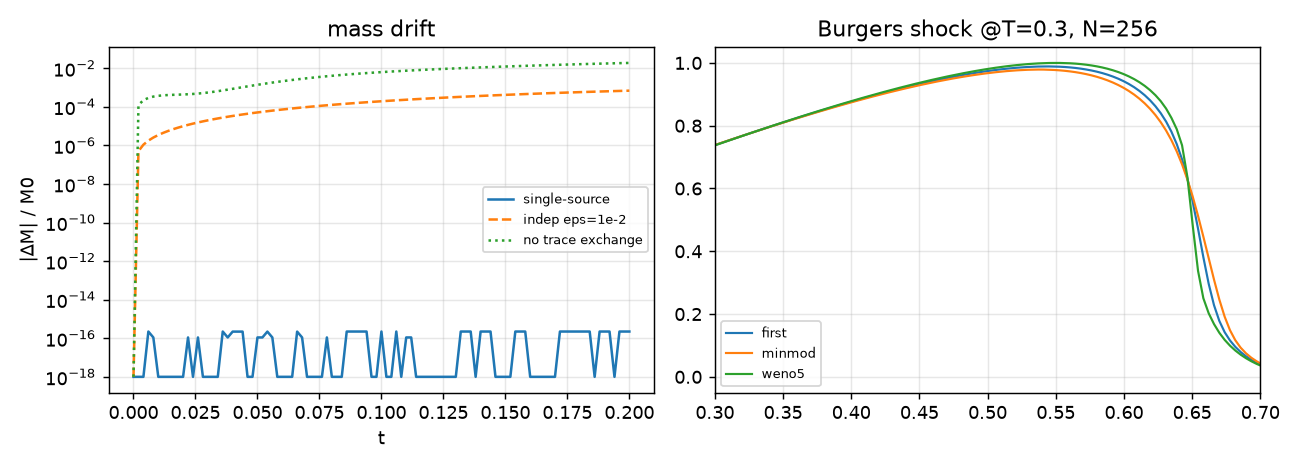 mass drift
|ΔM| / M0
10⁻²
10⁻⁴
10⁻⁶
10⁻⁸
10⁻¹⁰
10⁻¹²
10⁻¹⁴
10⁻¹⁶
10⁻¹⁸
single-source
indep eps=1e-2
no trace exchange
0.000 0.025 0.050 0.075 0.100 0.125 0.150 0.175 0.200
t
Burgers shock @T=0.3, N=256
1.0
0.8
0.6
0.4
0.2
0.0
first
minmod
weno5
0.30 0.35 0.40 0.45 0.50 0.55 0.60 0.65 0.70